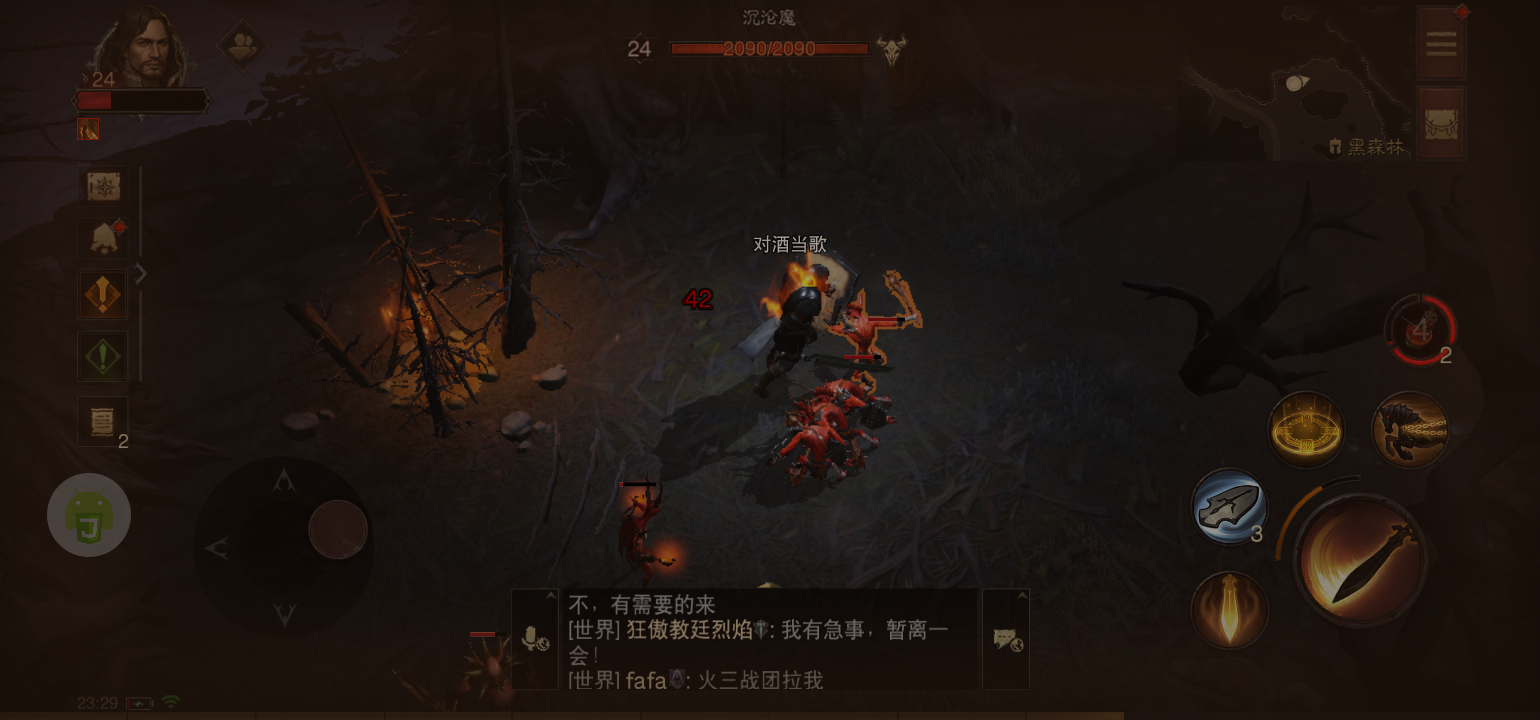 沉沦魔
24
24
2090/2090
黑森林
对酒当歌
42
4
2
2
3
不，有需要的来
[世界] 狂傲教廷烈焰: 我有急事，暂离一
会！
[世界] fafa: 火三战团拉我
23:29